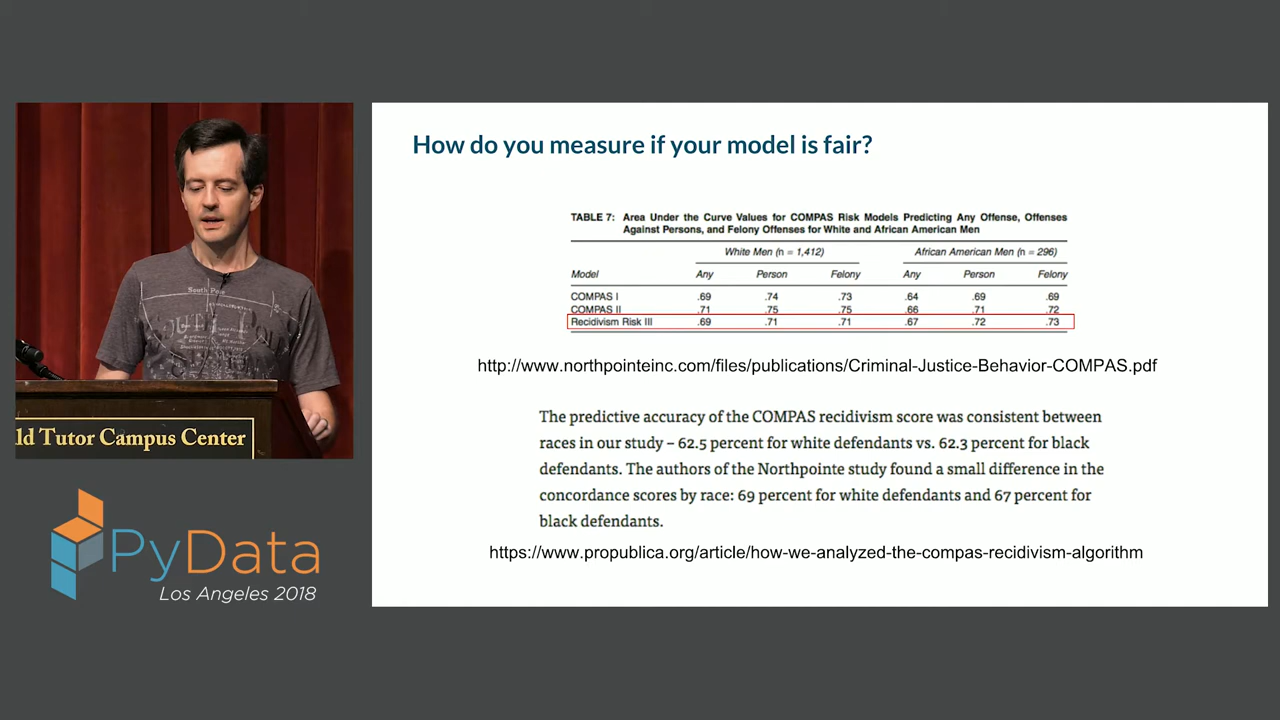 How do you measure if your model is fair?
TABLE 7: Area Under the Curve Values for COMPAS Risk Models Predicting Any Offense, Offenses
Against Persons, and Felony Offenses for White and African American Men
White Men (n = 1,412) African American Men (n = 296)
Model Any Person Felony Any Person Felony
COMPAS I .69 .74 .73 .64 .69 .69
COMPAS II .71 .75 .75 .66 .71 .72
Recidivism Risk III .69 .71 .71 .67 .72 .73
http://www.northpointeinc.com/files/publications/Criminal-Justice-Behavior-COMPAS.pdf
The predictive accuracy of the COMPAS recidivism score was consistent between
races in our study – 62.5 percent for white defendants vs. 62.3 percent for black
defendants. The authors of the Northpointe study found a small difference in the
concordance scores by race: 69 percent for white defendants and 67 percent for
black defendants.
https://www.propublica.org/article/how-we-analyzed-the-compas-recidivism-algorithm
South Pole
ld Tutor Campus Center
PyData
Los Angeles 2018